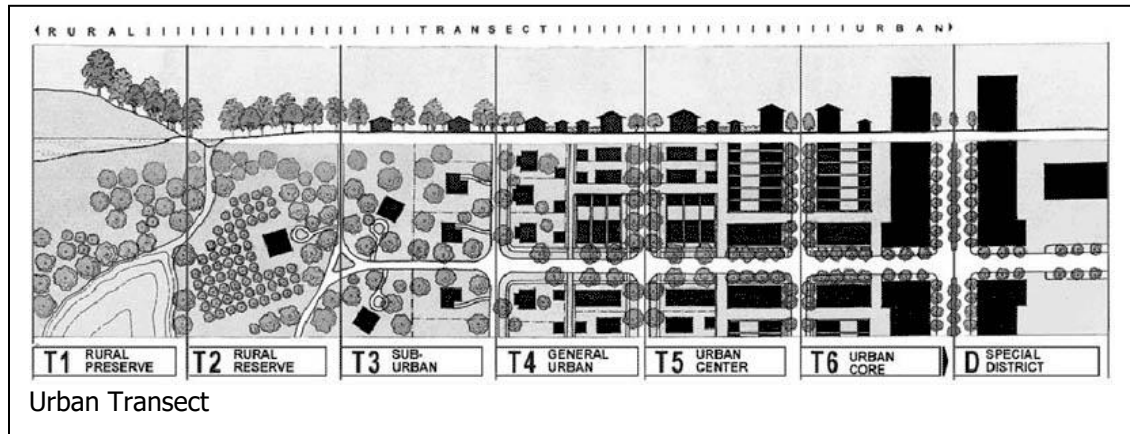 RURAL TRANSECT URBAN
T1 RURAL PRESERVE
T2 RURAL RESERVE
T3 SUB-URBAN
T4 GENERAL URBAN
T5 URBAN CENTER
T6 URBAN CORE
D SPECIAL DISTRICT
Urban Transect